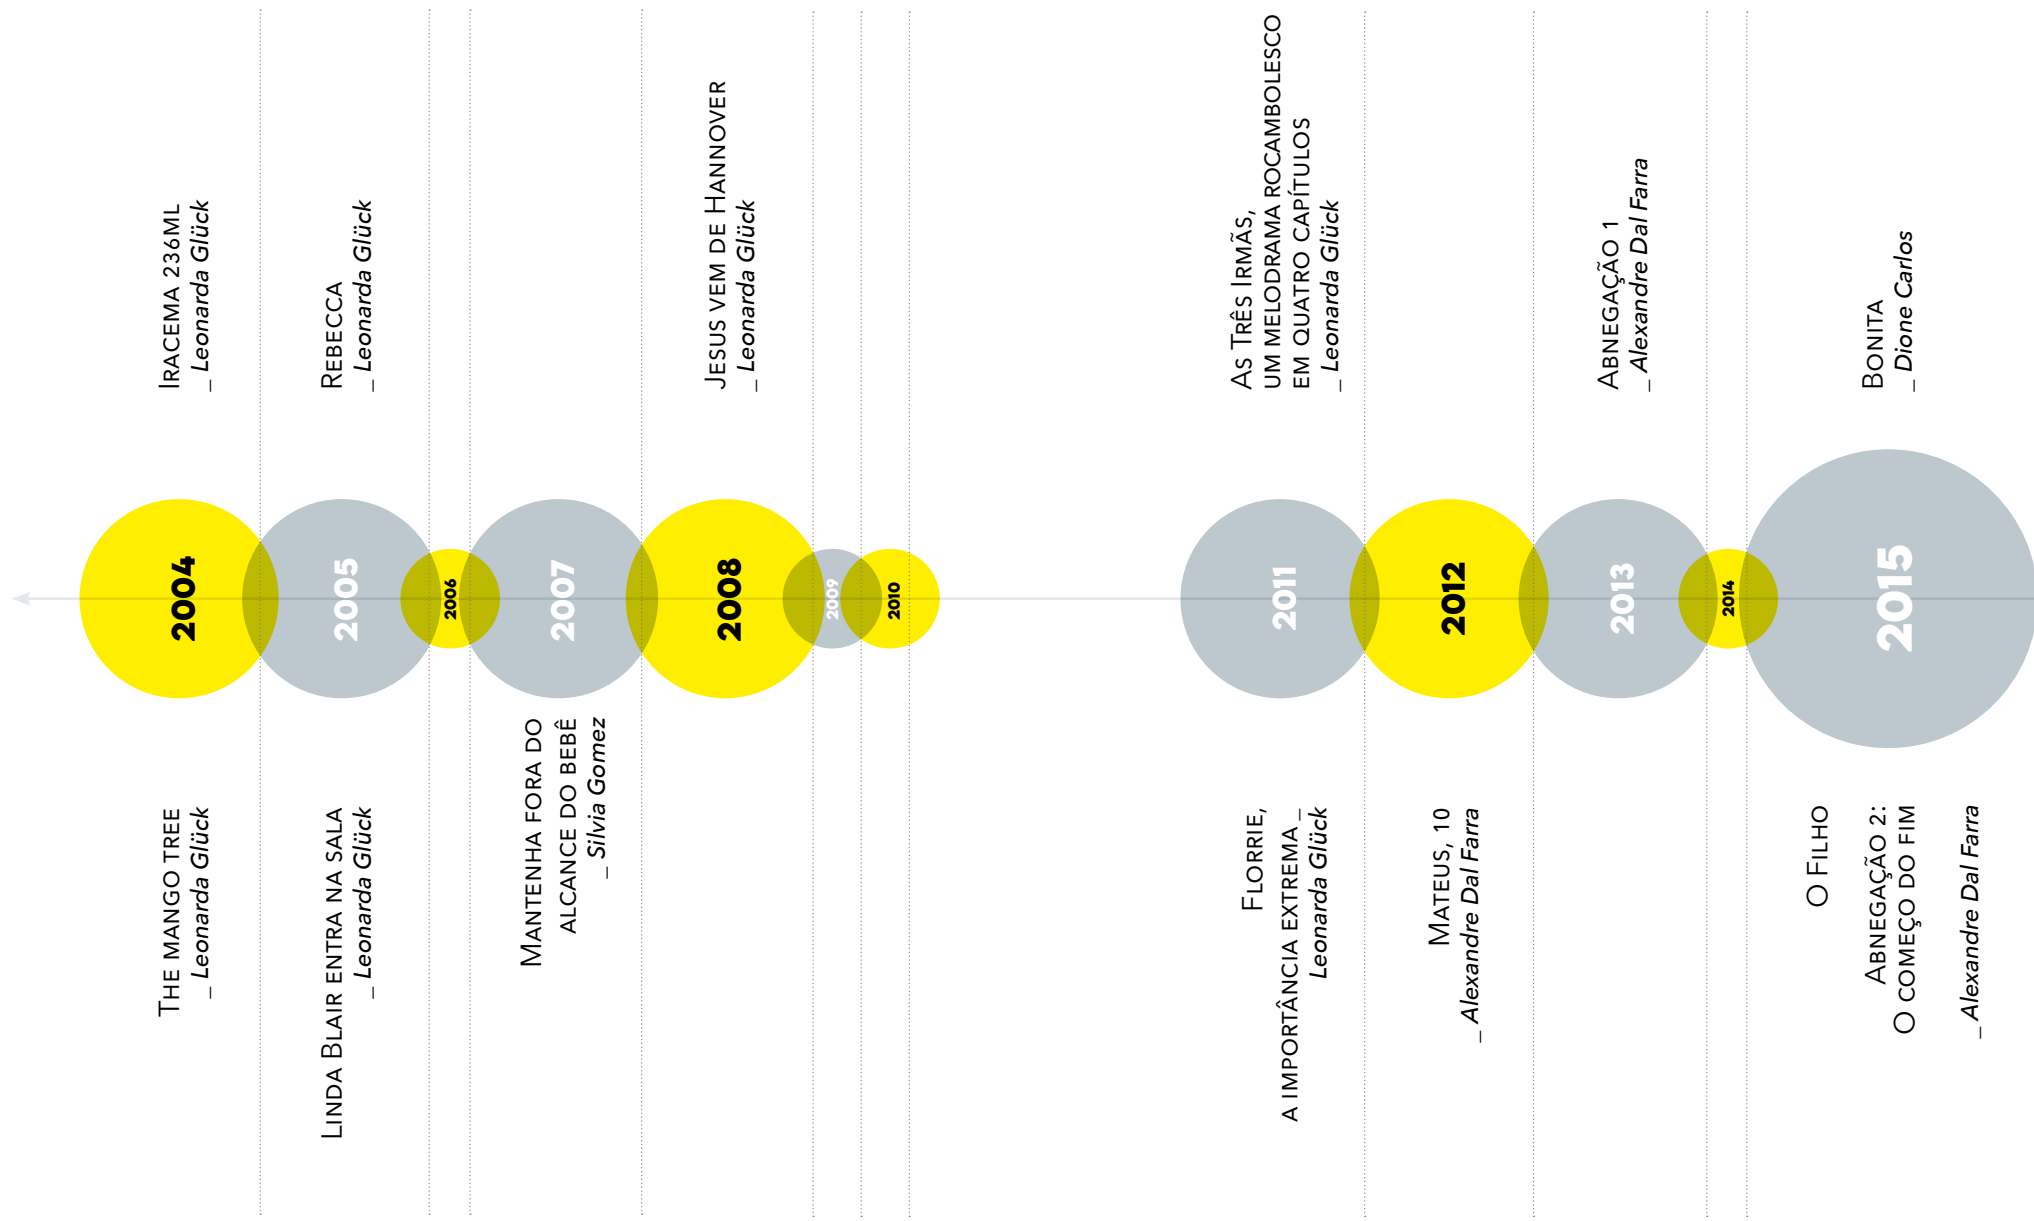 IRACEMA 236ML
_ Leonarda Glück
2004
THE MANGO TREE
_ Leonarda Glück
REBECCA
_ Leonarda Glück
2005
LINDA BLAIR ENTRA NA SALA
_ Leonarda Glück
2006
2007
MANTENHA FORA DO
ALCANCE DO BEBÊ
_ Silvia Gomez
JESUS VEM DE HANNOVER
_ Leonarda Glück
2008
2009
2010
AS TRÊS IRMÃS,
UM MELODRAMA ROCAMBOLESCO
EM QUATRO CAPÍTULOS
_ Leonarda Glück
2011
FLORRIE,
A IMPORTÂNCIA EXTREMA _
Leonarda Glück
2012
MATEUS, 10
_ Alexandre Dal Farra
ABNEGAÇÃO 1
_ Alexandre Dal Farra
2013
2014
BONITA
_ Dione Carlos
2015
O FILHO
ABNEGAÇÃO 2:
O COMEÇO DO FIM
_ Alexandre Dal Farra